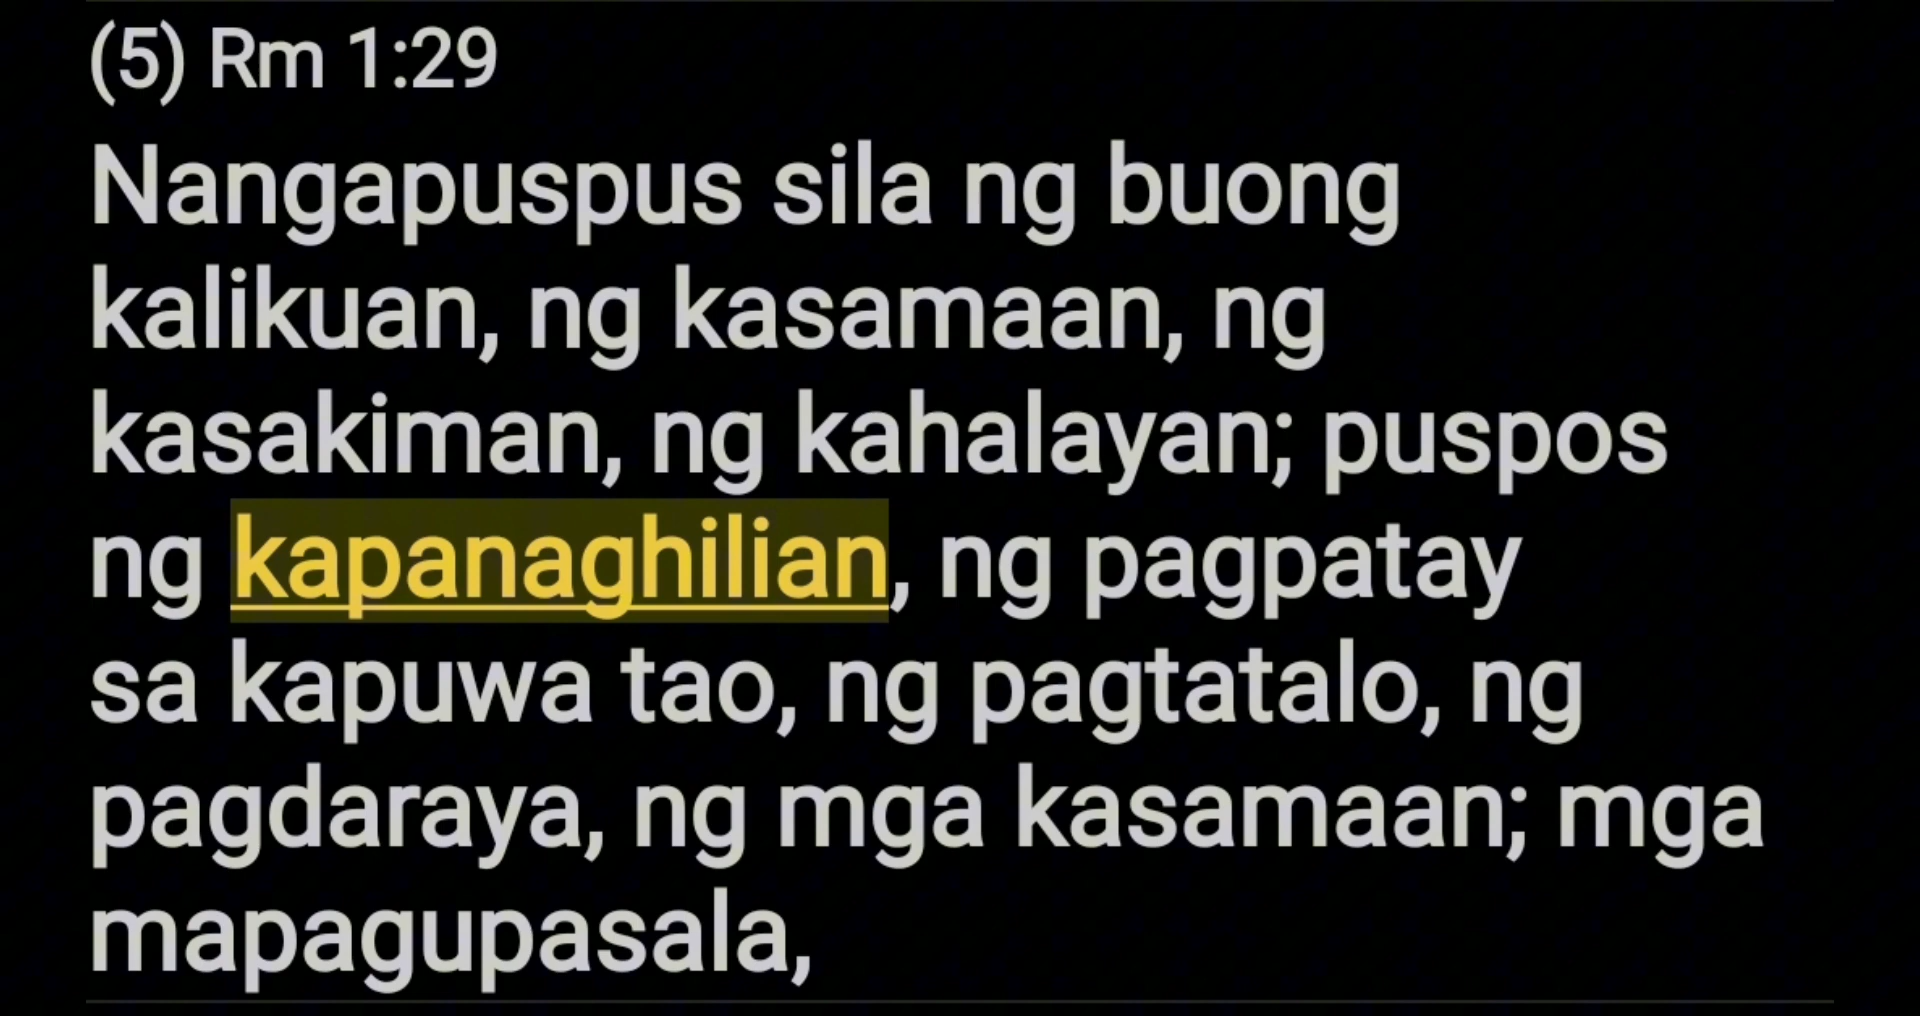 (5) Rm 1:29
Nangapuspus sila ng buong
kalikuan, ng kasamaan, ng
kasakiman, ng kahalayan; puspos
ng kapanaghilian, ng pagpatay
sa kapuwa tao, ng pagtatalo, ng
pagdaraya, ng mga kasamaan; mga
mapagupasala,